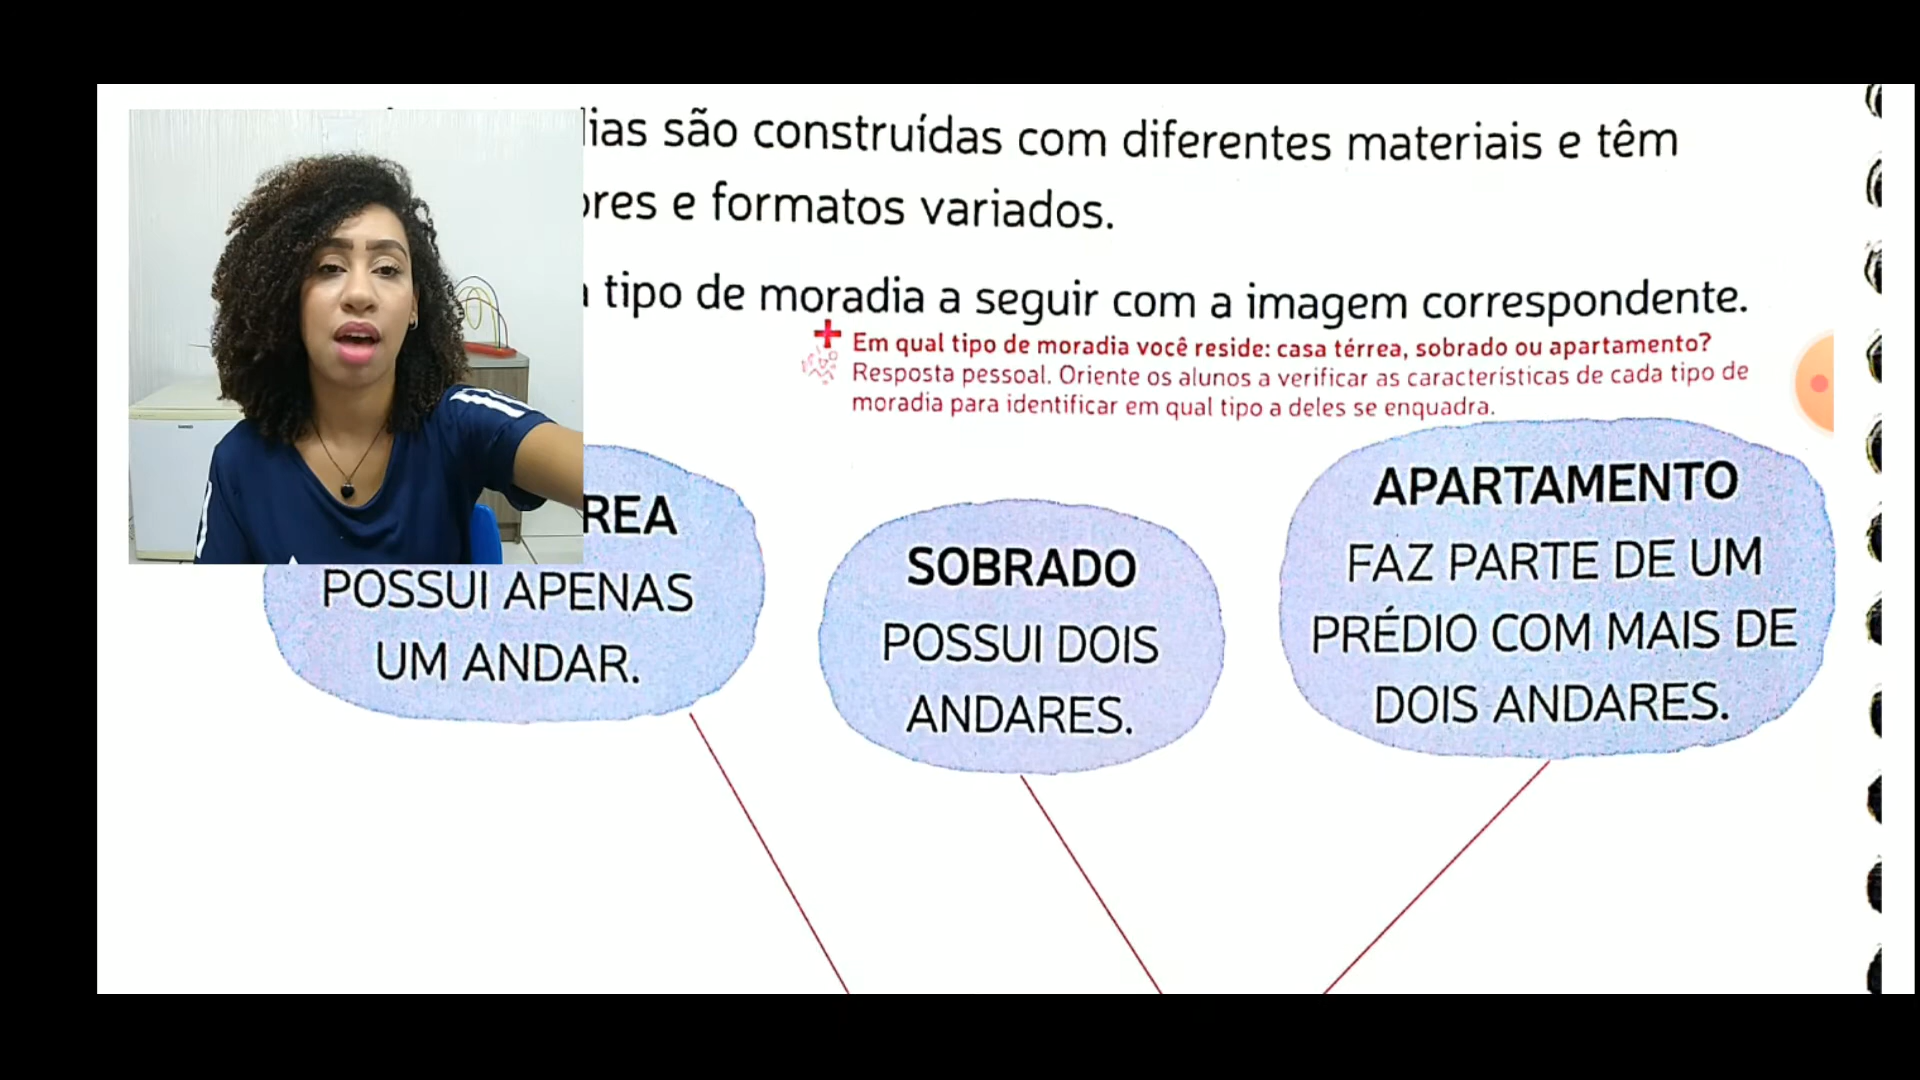 são construídas com diferentes materiais e têm
e formatos variados.
tipo de moradia a seguir com a imagem correspondente.
Em qual tipo de moradia você reside: casa térrea, sobrado ou apartamento?
Resposta pessoal. Oriente os alunos a verificar as características de cada tipo de
moradia para identificar em qual tipo a deles se enquadra.
POSSUI APENAS
UM ANDAR.
SOBRADO
POSSUI DOIS
ANDARES.
APARTAMENTO
FAZ PARTE DE UM
PRÉDIO COM MAIS DE
DOIS ANDARES.